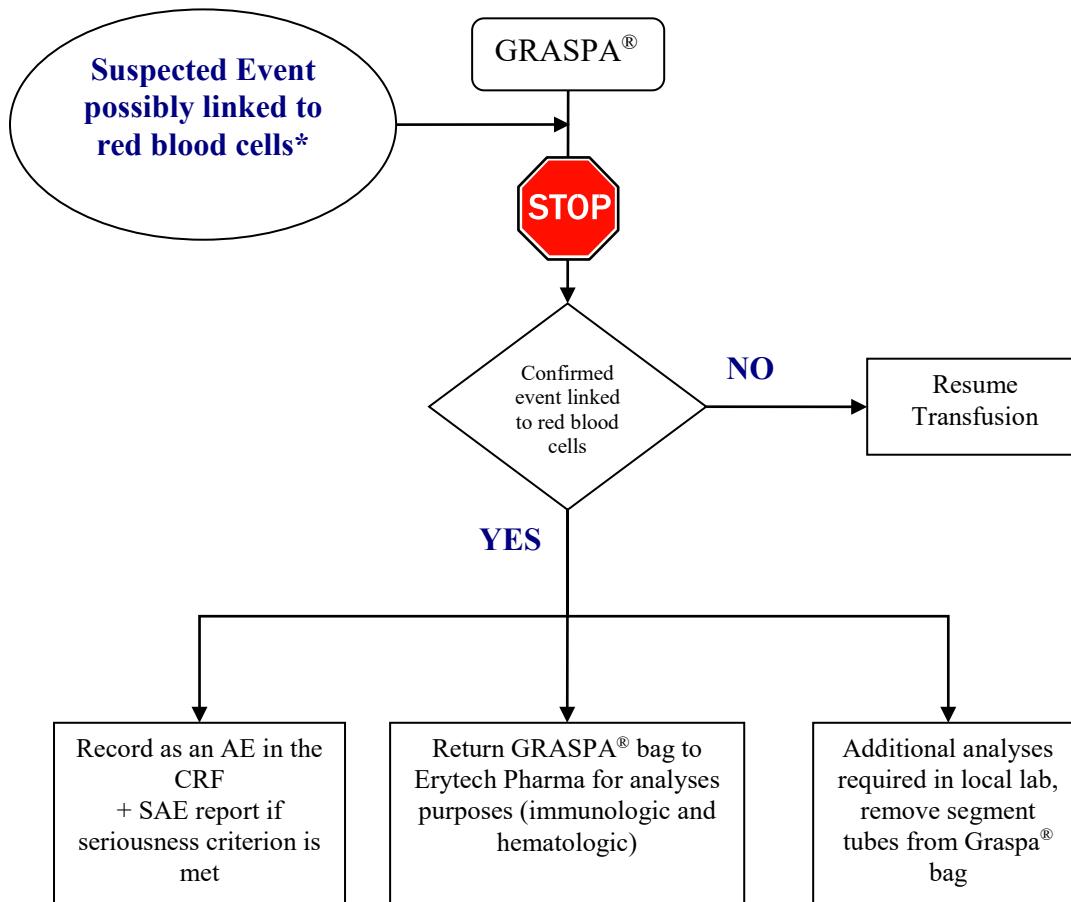 Suspected Event
possibly linked to
red blood cells*
GRASPA®
STOP
Confirmed
event linked
to red blood
cells
NO
Resume
Transfusion
YES
Record as an AE in the
CRF
+ SAE report if
seriousness criterion is
met
Return GRASPA® bag to
Erytech Pharma for analyses
purposes (immunologic and
hematologic)
Additional analyses
required in local lab,
remove segment
tubes from Graspa®
bag